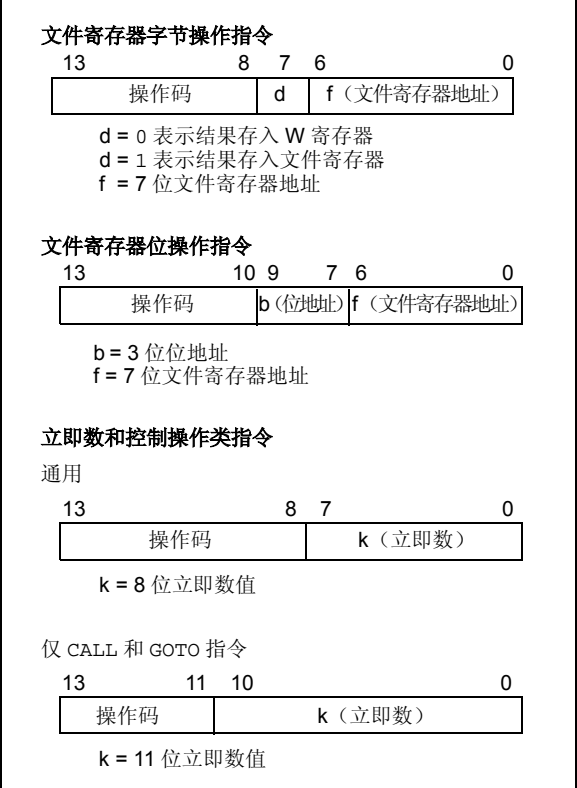 文件寄存器字节操作指令
13 8 7 6 0
操作码 d f（文件寄存器地址）
d = 0 表示结果存入 W 寄存器
d = 1 表示结果存入文件寄存器
f = 7 位文件寄存器地址
文件寄存器位操作指令
13 10 9 7 6 0
操作码 b（位地址） f（文件寄存器地址）
b = 3 位位地址
f = 7 位文件寄存器地址
立即数和控制操作类指令
通用
13 8 7 0
操作码 k（立即数）
k = 8 位立即数值
仅 CALL 和 GOTO 指令
13 11 10 0
操作码 k（立即数）
k = 11 位立即数值